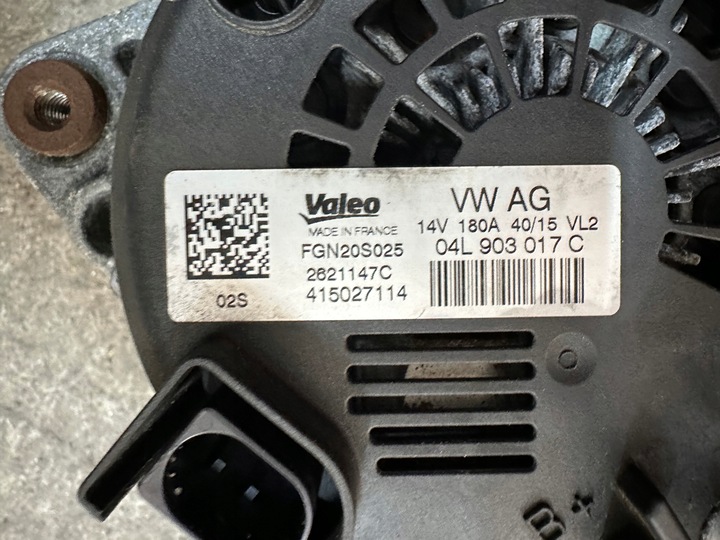 Valeo
MADE IN FRANCE
FGN20S025
2621147C
415027114
02S
VW AG
14V 180A 40/15 VL2
04L 903 017 C
B+